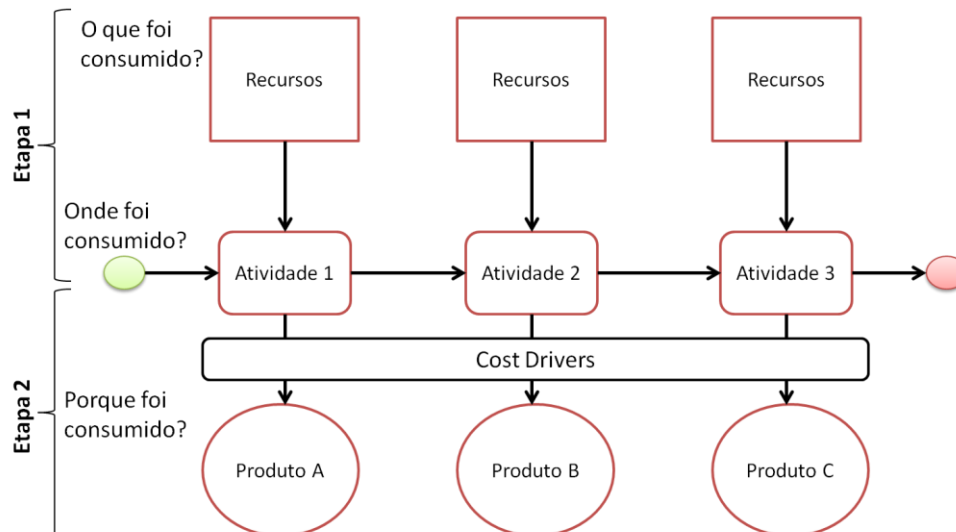 O que foi
consumido?
Recursos
Recursos
Recursos
Etapa 1
Onde foi
consumido?
Atividade 1
Atividade 2
Atividade 3
Cost Drivers
Etapa 2
Porque foi
consumido?
Produto A
Produto B
Produto C